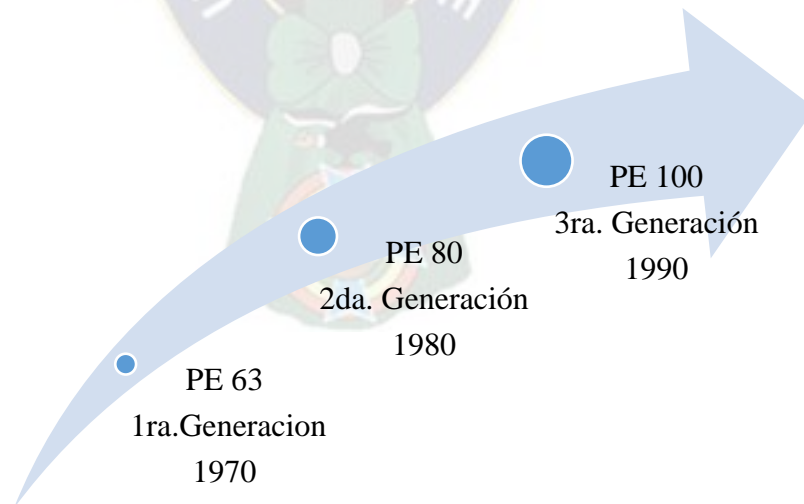 PE 63
1ra.Generacion
1970
PE 80
2da. Generación
1980
PE 100
3ra. Generación
1990